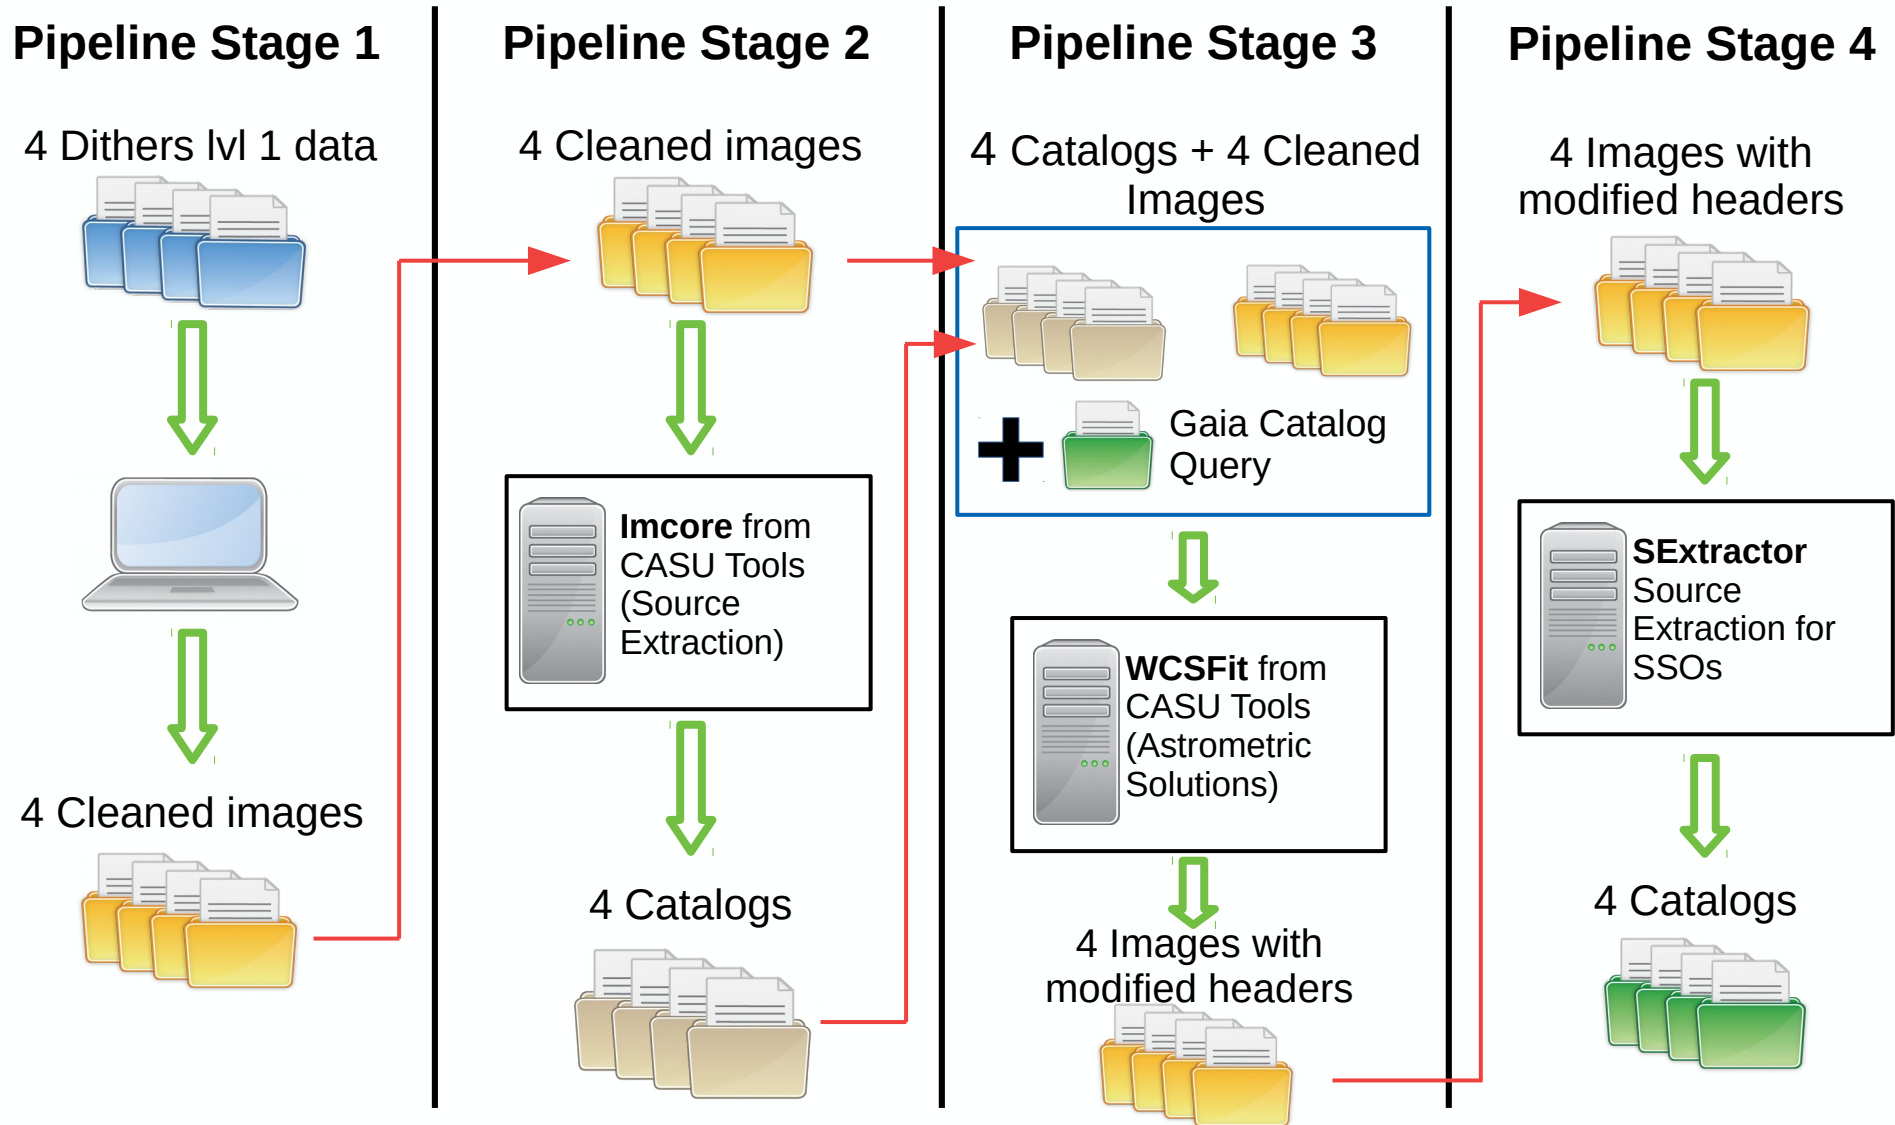 Pipeline Stage 1
4 Dithers lvl 1 data
4 Cleaned images
Pipeline Stage 2
4 Cleaned images
Imcore from
CASU Tools
(Source
Extraction)
4 Catalogs
Pipeline Stage 3
4 Catalogs + 4 Cleaned
Images
Gaia Catalog
Query
WCSFit from
CASU Tools
(Astrometric
Solutions)
4 Images with
modified headers
Pipeline Stage 4
4 Images with
modified headers
SExtractor
Source
Extraction for
SSOs
4 Catalogs